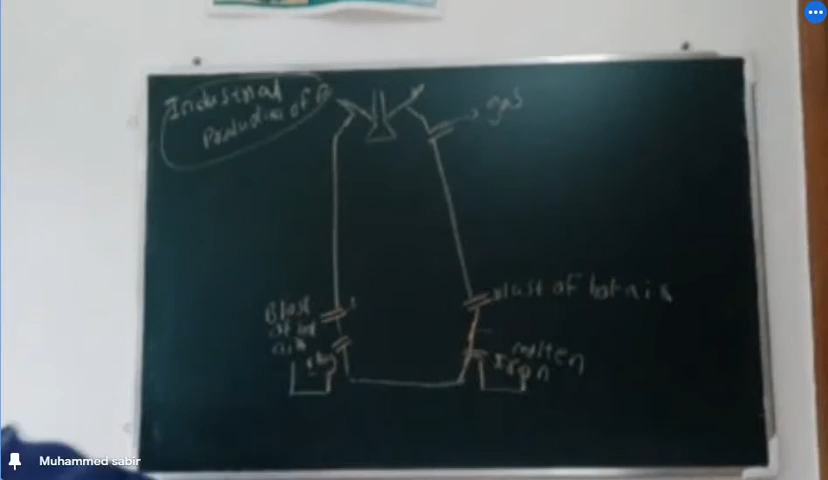 Industrial
Production of
gas
Blast
of hot
air
slag
blast of hot air
molten
iron
Muhammed sabir